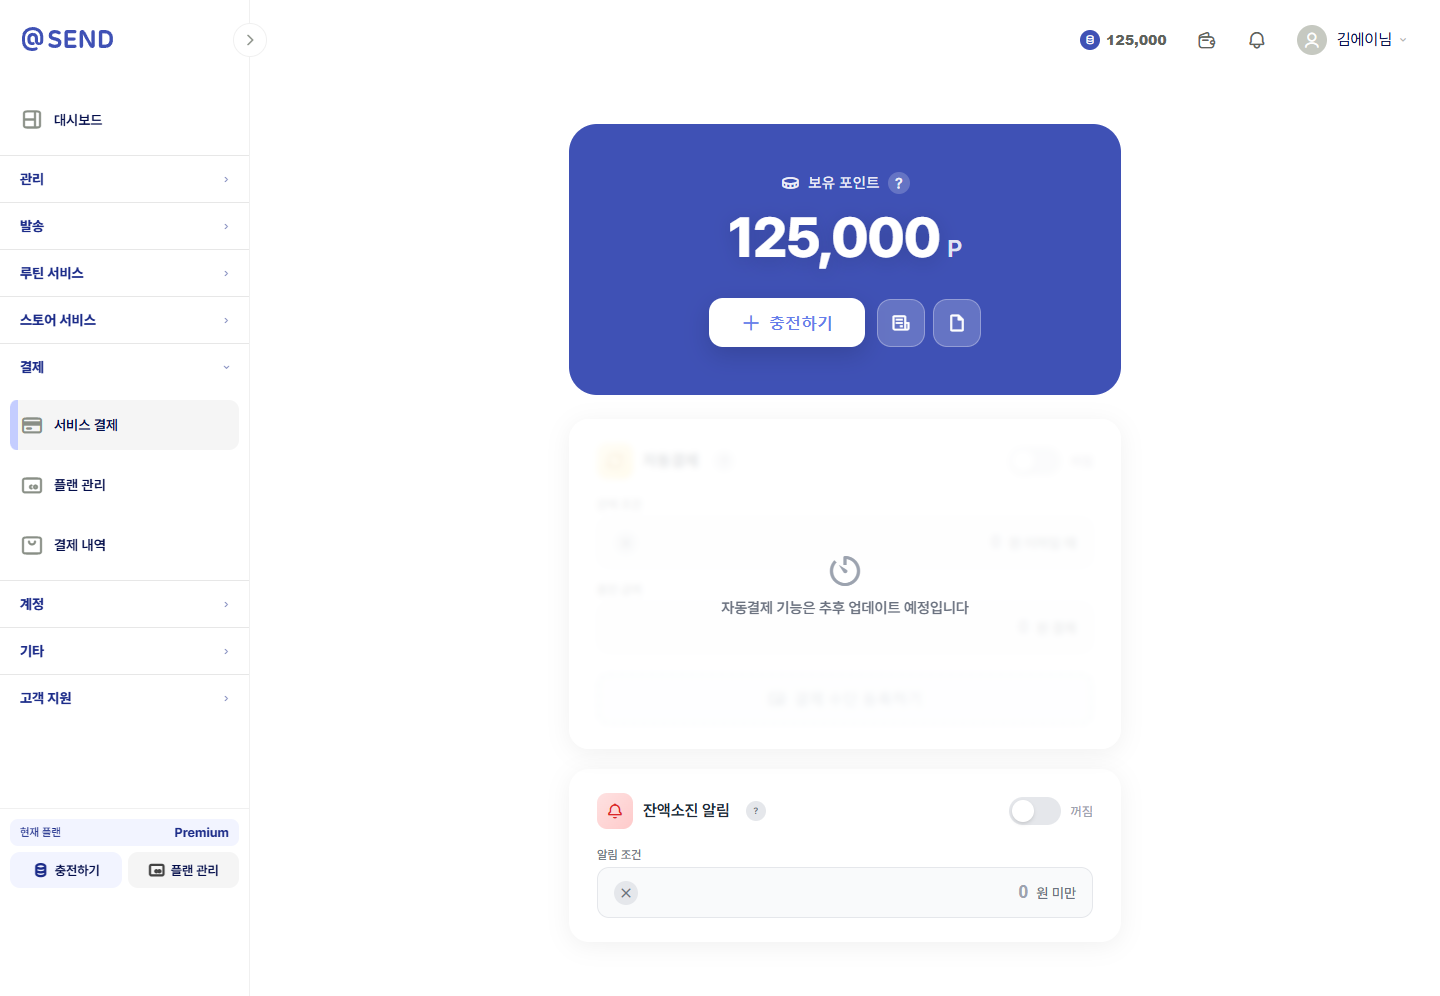 @SEND
125,000
김에이님
대시보드
관리
발송
루틴 서비스
스토어 서비스
결제
서비스 결제
플랜 관리
결제 내역
계정
기타
고객 지원
현재 플랜
Premium
충전하기
플랜 관리
보유 포인트 ?
125,000 P
충전하기
자동결제 기능은 추후 업데이트 예정입니다
잔액소진 알림 ?
꺼짐
알림 조건
0 원 미만